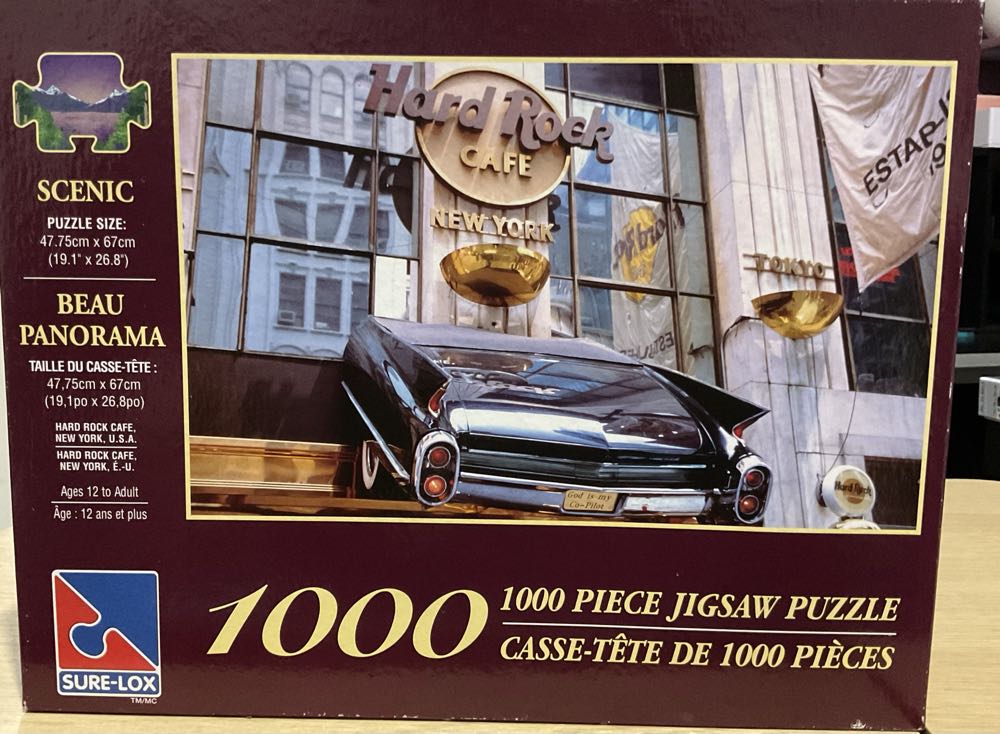 SCENIC
PUZZLE SIZE:
47.75cm x 67cm
(19.1" x 26.8")
BEAU
PANORAMA
TAILLE DU CASSE-TÊTE :
47,75cm x 67cm
(19,1po x 26,8po)
HARD ROCK CAFE,
NEW YORK, U.S.A.
HARD ROCK CAFE,
NEW YORK, É.-U.
Ages 12 to Adult
Âge : 12 ans et plus
SURE-LOX
TM/MC
Hard Rock
CAFE
NEW YORK
TOKYO
Hard Rock
God is my
Co-Pilot
1000
1000 PIECE JIGSAW PUZZLE
CASSE-TÊTE DE 1000 PIÈCES